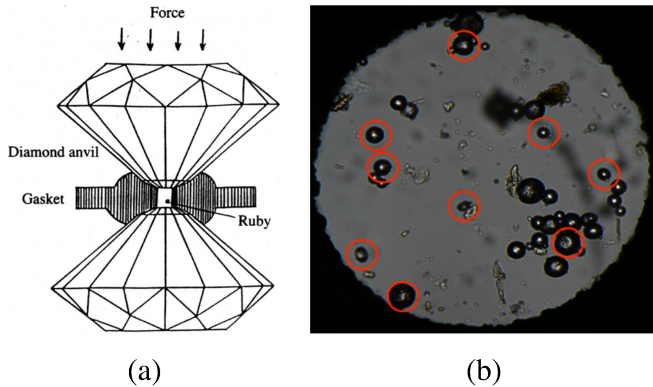 Force
Diamond anvil
Gasket
Ruby
(a)
(b)